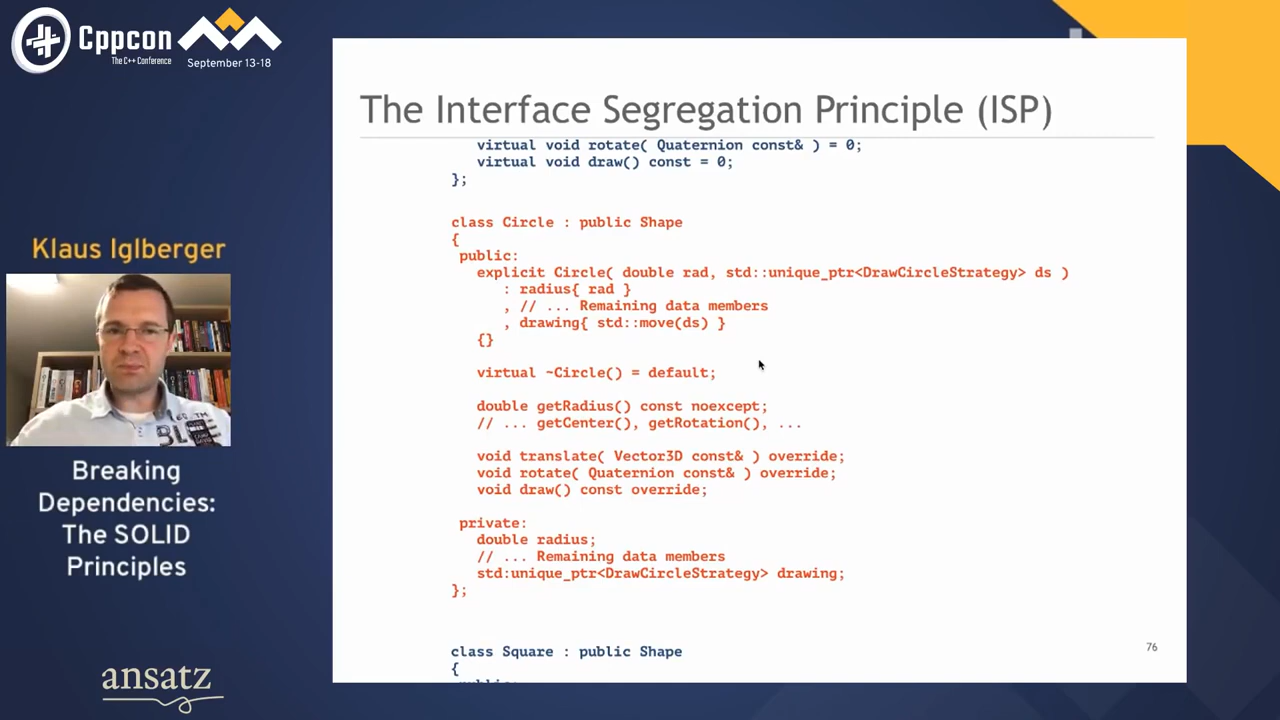 Cppcon
The C++ Conference
September 13-18
Klaus Iglberger
Breaking
Dependencies:
The SOLID
Principles
ansatz
The Interface Segregation Principle (ISP)
virtual void rotate( Quaternion const& ) = 0;
virtual void draw() const = 0;
};
class Circle : public Shape
{
public:
explicit Circle( double rad, std::unique_ptr<DrawCircleStrategy> ds )
: radius{ rad }
, // ... Remaining data members
, drawing{ std::move(ds) }
{}
virtual ~Circle() = default;
double getRadius() const noexcept;
// ... getCenter(), getRotation(), ...
void translate( Vector3D const& ) override;
void rotate( Quaternion const& ) override;
void draw() const override;
private:
double radius;
// ... Remaining data members
std:unique_ptr<DrawCircleStrategy> drawing;
};
class Square : public Shape
{
76